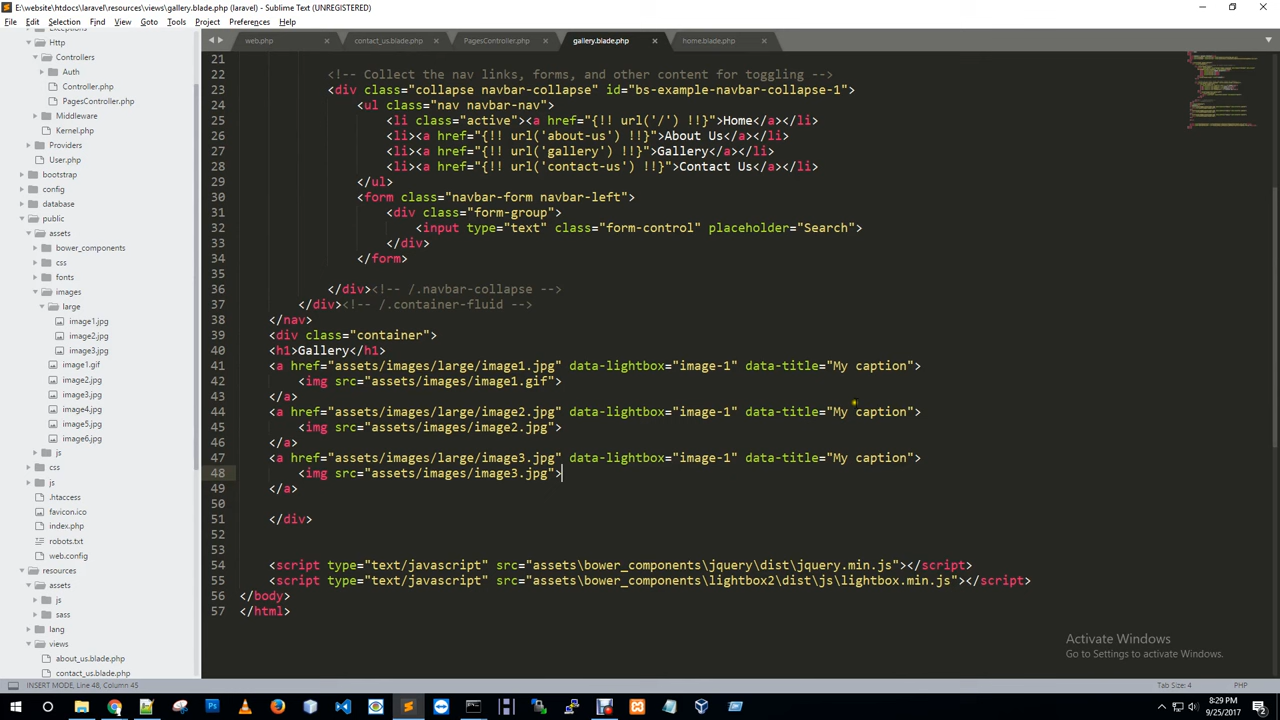 E:\website\htdocs\laravel\resources\views\gallery.blade.php (laravel) - Sublime Text (UNREGISTERED)
File Edit Selection Find View Goto Tools Project Preferences Help
web.php × contact_us.blade.php × PagesController.php × gallery.blade.php × home.blade.php ×
Exceptions
Http
Controllers
Auth
Controller.php
PagesController.php
Middleware
Kernel.php
Providers
User.php
bootstrap
config
database
public
assets
bower_components
css
fonts
images
large
image1.jpg
image2.jpg
image3.jpg
image1.gif
image2.jpg
image3.jpg
image4.jpg
image5.jpg
image6.jpg
js
css
js
.htaccess
favicon.ico
index.php
robots.txt
web.config
resources
assets
js
sass
lang
views
about_us.blade.php
contact_us.blade.php
21
22 <!-- Collect the nav links, forms, and other content for toggling -->
23 <div class="collapse navbar-collapse" id="bs-example-navbar-collapse-1">
24 <ul class="nav navbar-nav">
25 <li class="active"><a href="{!! url('/') !!}">Home</a></li>
26 <li><a href="{!! url('about-us') !!}">About Us</a></li>
27 <li><a href="{!! url('gallery') !!}">Gallery</a></li>
28 <li><a href="{!! url('contact-us') !!}">Contact Us</a></li>
29 </ul>
30 <form class="navbar-form navbar-left">
31 <div class="form-group">
32 <input type="text" class="form-control" placeholder="Search">
33 </div>
34 </form>
35
36 </div><!-- /.navbar-collapse -->
37 </div><!-- /.container-fluid -->
38 </nav>
39 <div class="container">
40 <h1>Gallery</h1>
41 <a href="assets/images/large/image1.jpg" data-lightbox="image-1" data-title="My caption">
42 <img src="assets/images/image1.gif">
43 </a>
44 <a href="assets/images/large/image2.jpg" data-lightbox="image-1" data-title="My caption">
45 <img src="assets/images/image2.jpg">
46 </a>
47 <a href="assets/images/large/image3.jpg" data-lightbox="image-1" data-title="My caption">
48 <img src="assets/images/image3.jpg">
49 </a>
50
51 </div>
52
53
54 <script type="text/javascript" src="assets\bower_components\jquery\dist\jquery.min.js"></script>
55 <script type="text/javascript" src="assets\bower_components\lightbox2\dist\js\lightbox.min.js"></script>
56 </body>
57 </html>
Activate Windows
Go to Settings to activate Windows.
INSERT MODE, Line 48, Column 45 Tab Size: 4 PHP
8:29 PM
9/25/2017